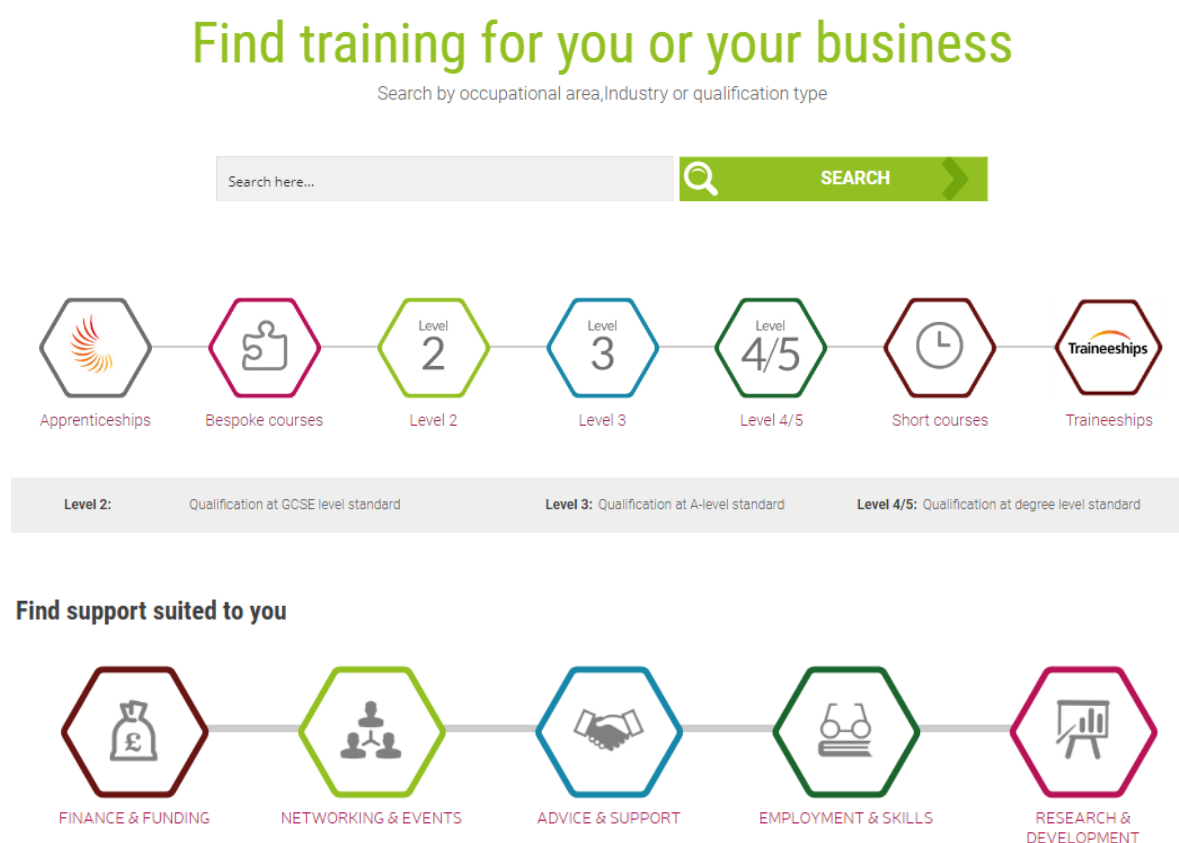 Find training for you or your business
Search by occupational area,Industry or qualification type
Search here...
SEARCH
Level
2
Level
3
Level
4/5
Traineeships
Apprenticeships
Bespoke courses
Level 2
Level 3
Level 4/5
Short courses
Traineeships
Level 2: Qualification at GCSE level standard
Level 3: Qualification at A-level standard
Level 4/5: Qualification at degree level standard
Find support suited to you
£
FINANCE & FUNDING
NETWORKING & EVENTS
ADVICE & SUPPORT
EMPLOYMENT & SKILLS
RESEARCH &
DEVELOPMENT